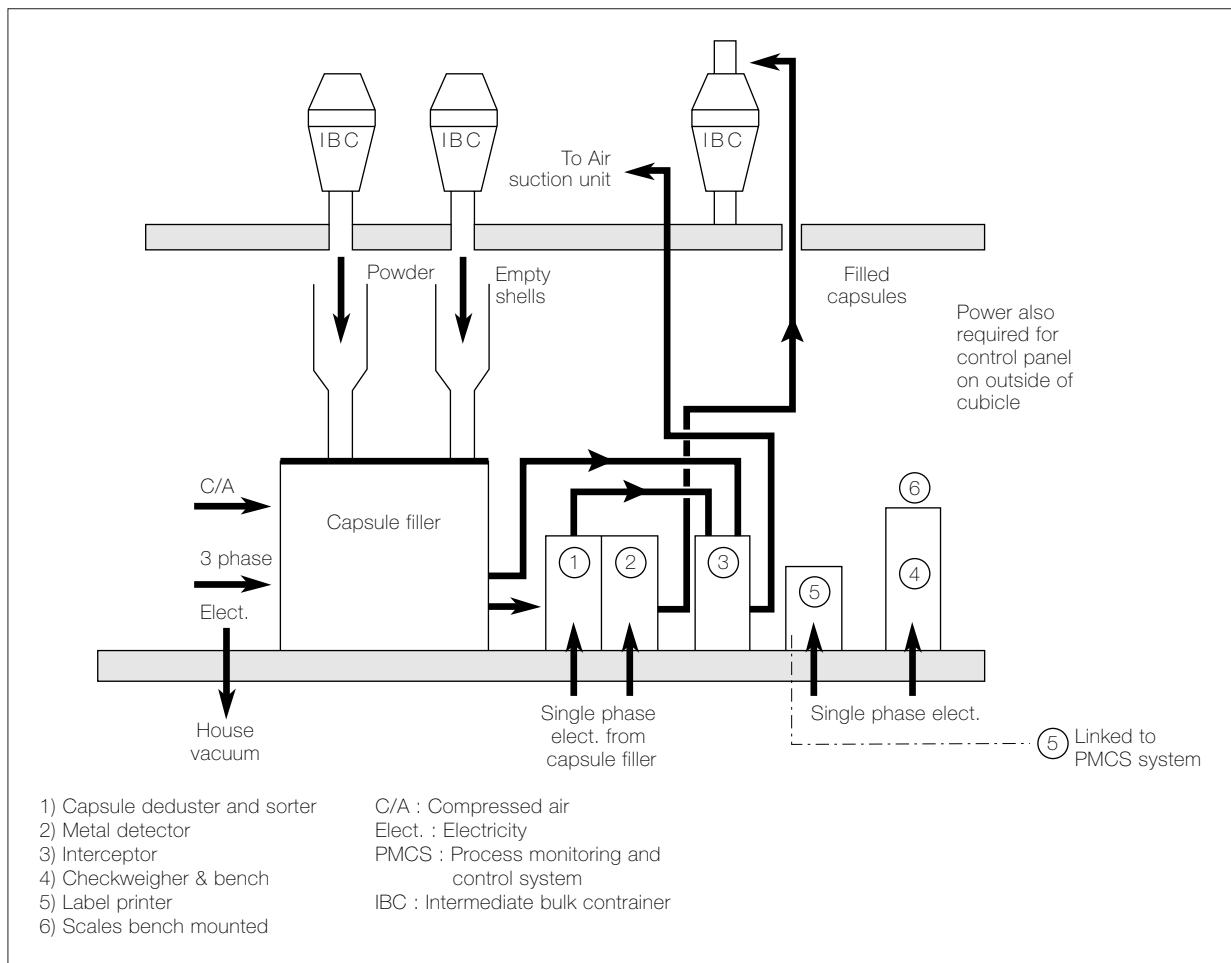 IBC
IBC
IBC
To Air
suction unit
Powder
Empty
shells
Filled
capsules
Power also
required for
control panel
on outside of
cubicle
C/A
3 phase
Elect.
Capsule filler
1
2
3
5
6
4
House
vacuum
Single phase
elect. from
capsule filler
Single phase elect.
5 Linked to
PMCS system
1) Capsule deduster and sorter
2) Metal detector
3) Interceptor
4) Checkweigher & bench
5) Label printer
6) Scales bench mounted
C/A : Compressed air
Elect. : Electricity
PMCS : Process monitoring and
control system
IBC : Intermediate bulk contrainer